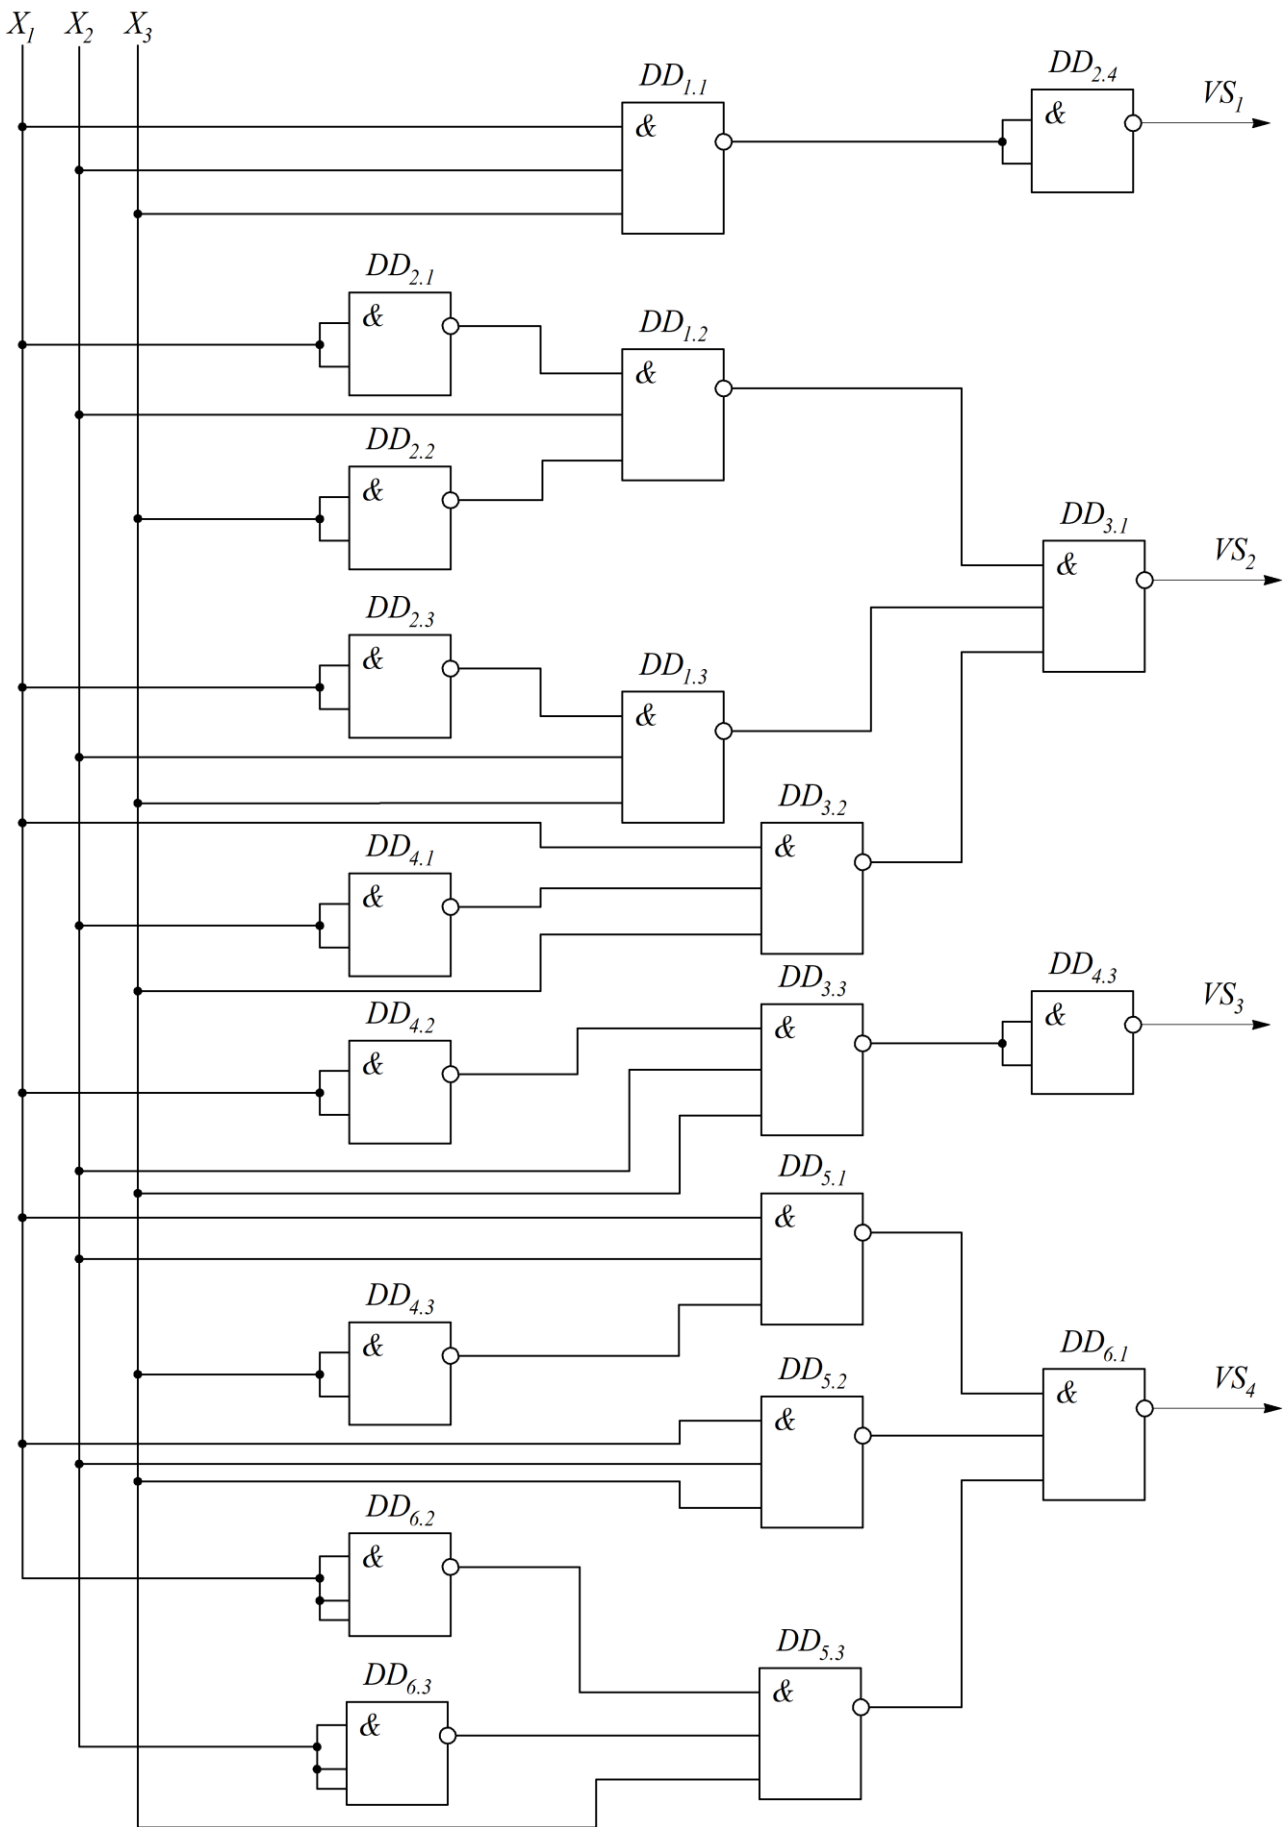 X1 X2 X3
DD1.1
&
DD2.4
&
VS1
DD2.1
&
DD1.2
&
DD2.2
&
DD3.1
&
VS2
DD2.3
&
DD1.3
&
DD3.2
&
DD4.1
&
DD3.3
&
DD4.3
&
VS3
DD4.2
&
DD5.1
&
DD4.3
&
DD5.2
&
DD6.1
&
VS4
DD6.2
&
DD5.3
&
DD6.3
&